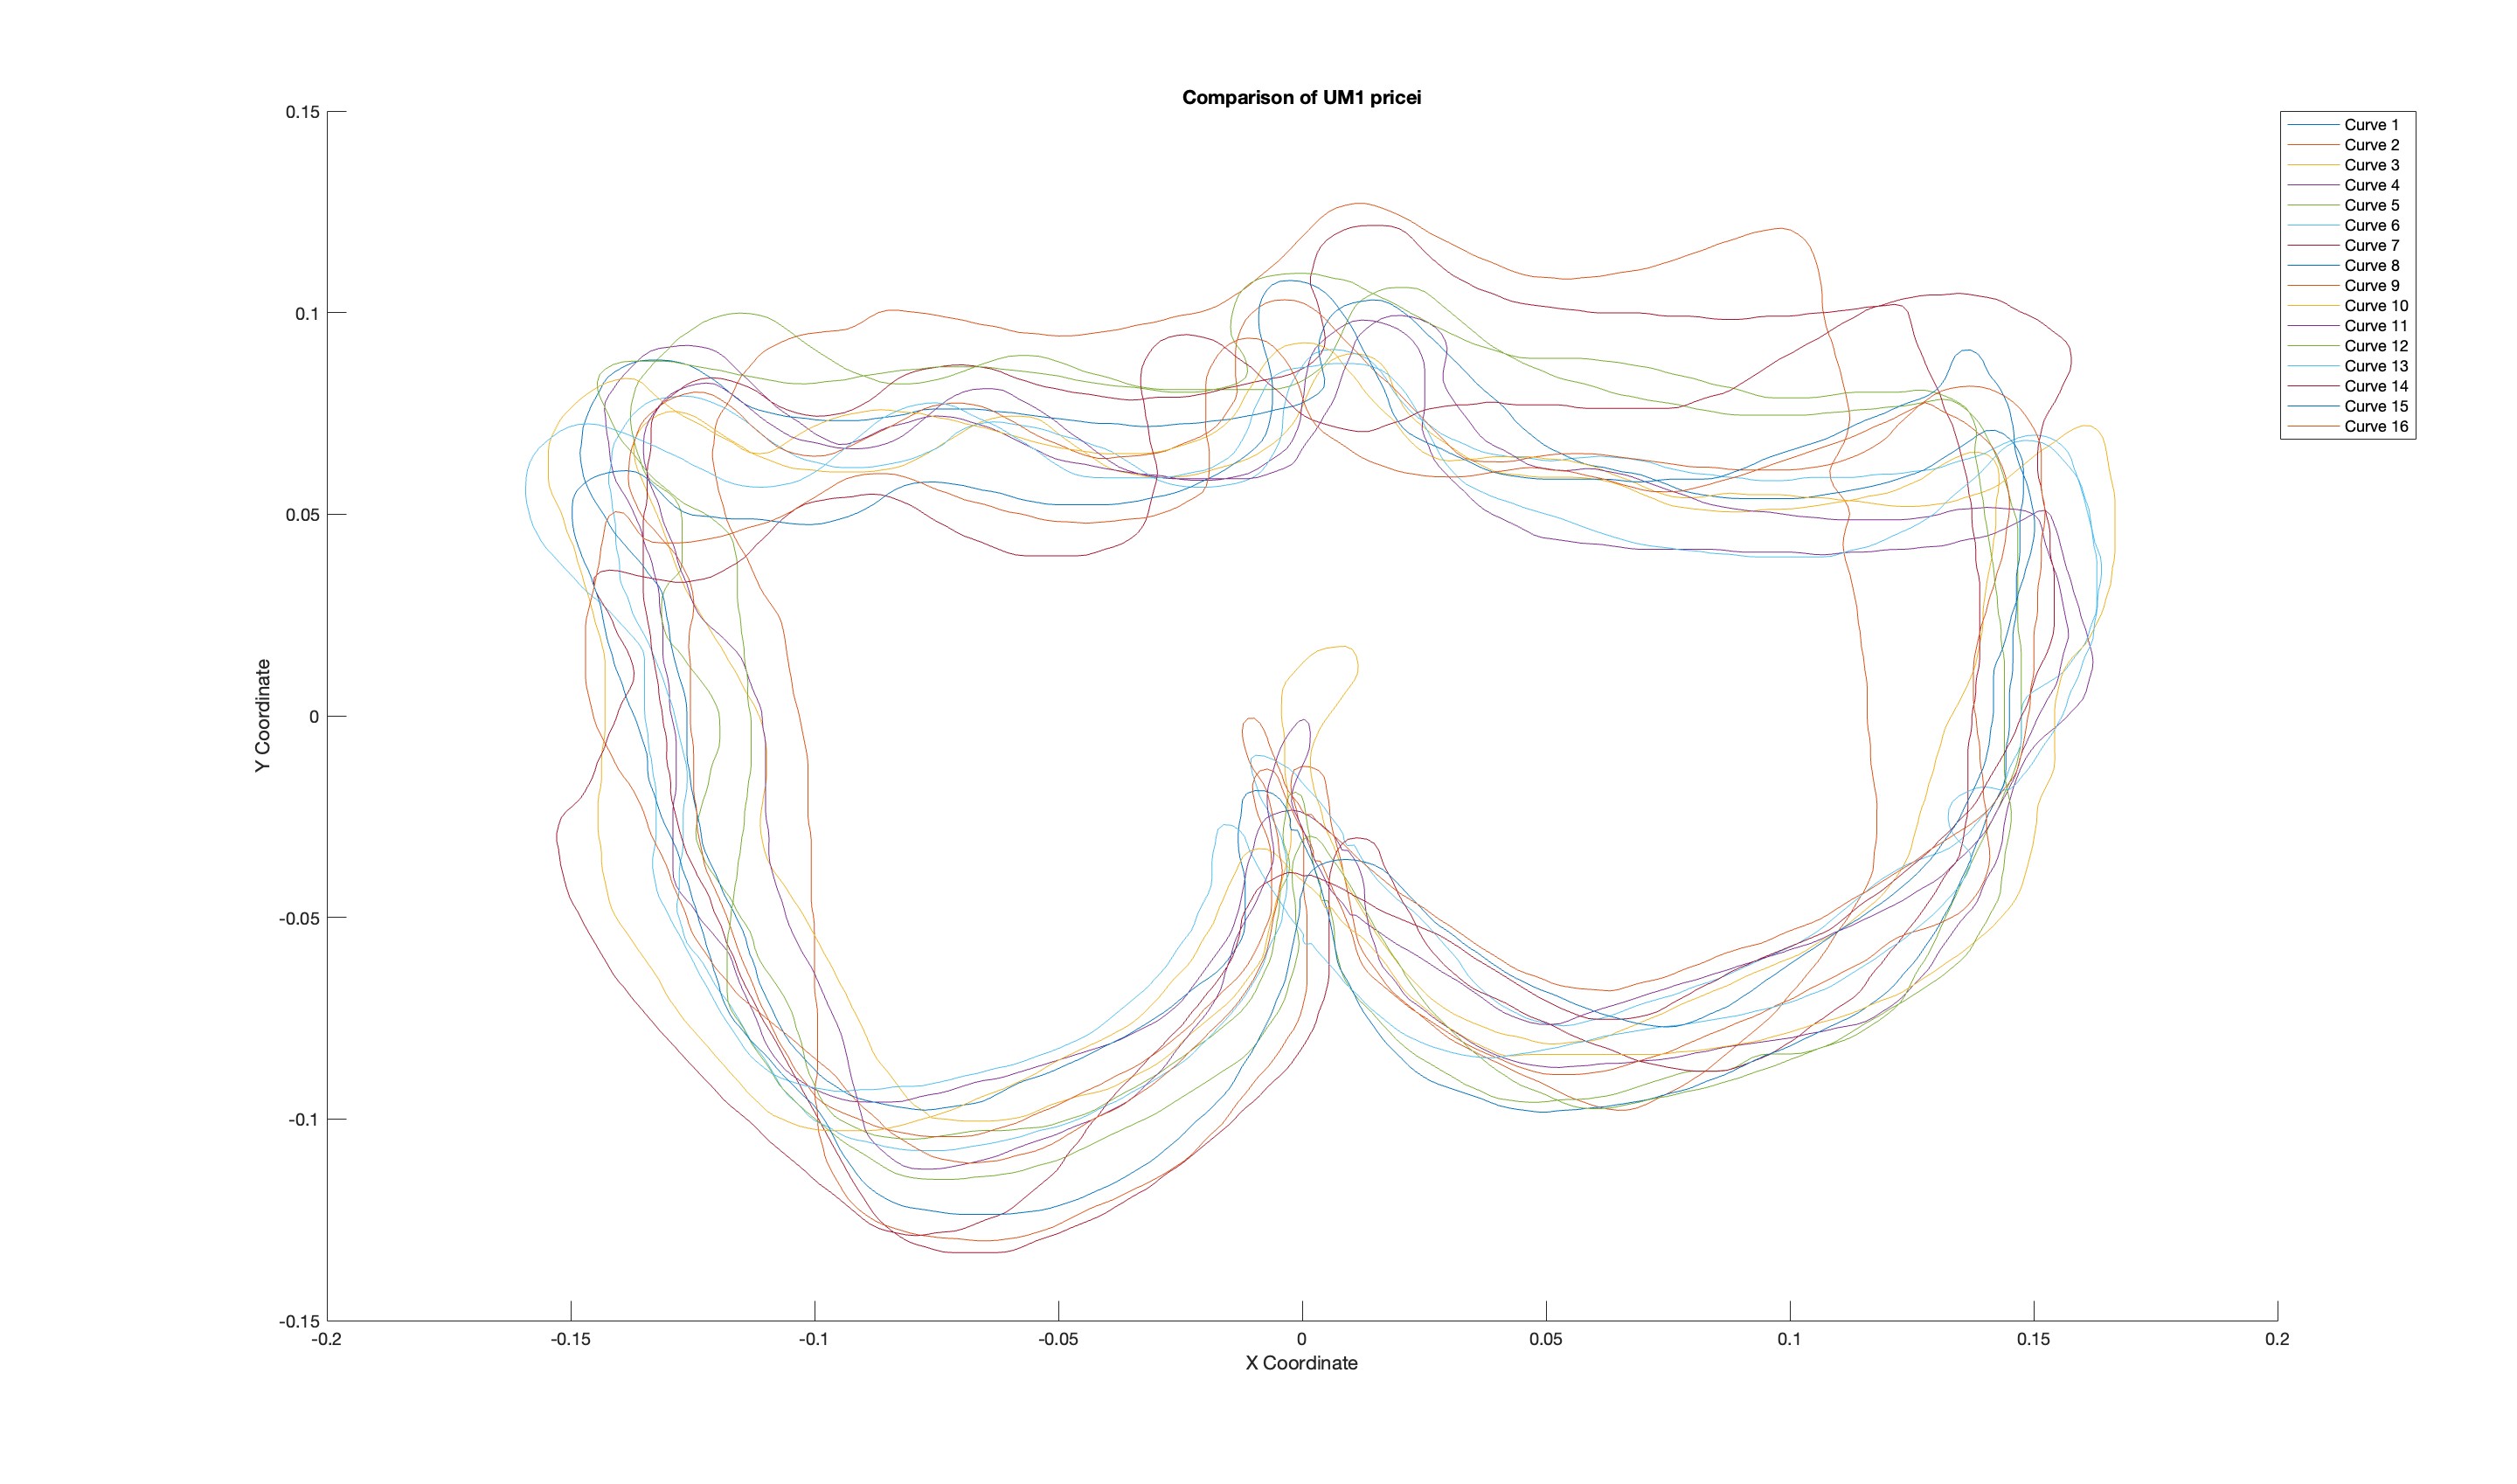 Comparison of UM1 pricei
0.15
0.1
0.05
0
-0.05
-0.1
-0.15
Y Coordinate
-0.2
-0.15
-0.1
-0.05
0
0.05
0.1
0.15
0.2
X Coordinate
Curve 1
Curve 2
Curve 3
Curve 4
Curve 5
Curve 6
Curve 7
Curve 8
Curve 9
Curve 10
Curve 11
Curve 12
Curve 13
Curve 14
Curve 15
Curve 16